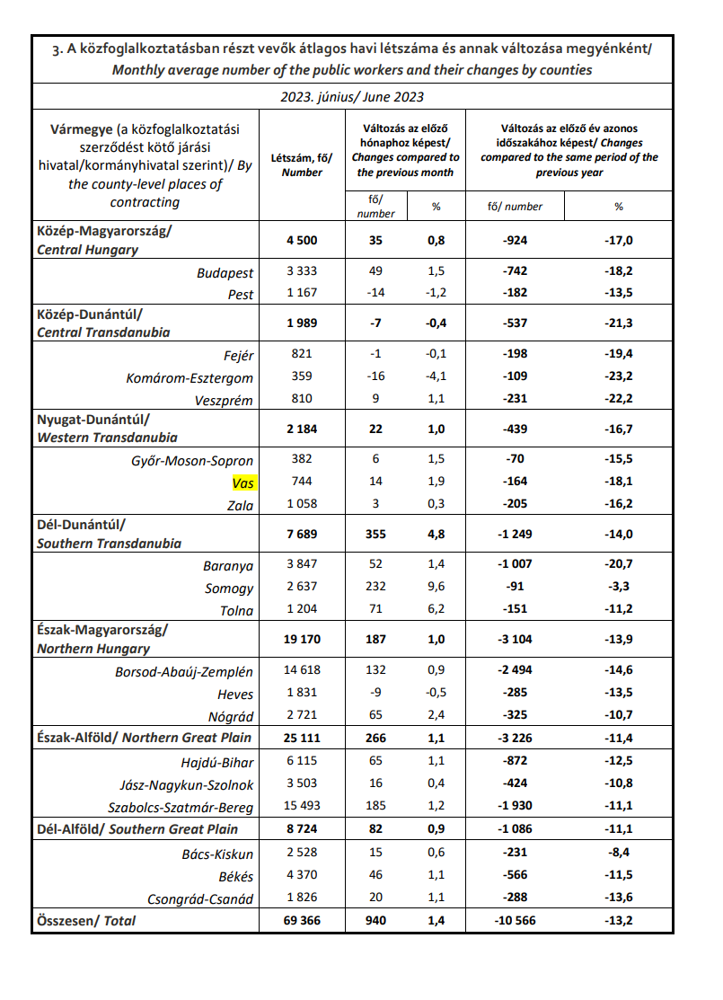 3. A közfoglalkoztatásban részt vevők átlagos havi létszáma és annak változása megyénként/
Monthly average number of the public workers and their changes by counties
2023. június/ June 2023
Vármegye (a közfoglalkoztatási
szerződést kötő járási
hivatal/kormányhivatal szerint)/ By
the county-level places of
contracting
Létszám, fő/
Number
Változás az előző
hónaphoz képest/
Changes compared to
the previous month
Változás az előző év azonos
időszakához képest/ Changes
compared to the same period of the
previous year
fő/
number
%
fő/ number
%
Közép-Magyarország/
Central Hungary
4 500 35 0,8 -924 -17,0
Budapest 3 333 49 1,5 -742 -18,2
Pest 1 167 -14 -1,2 -182 -13,5
Közép-Dunántúl/
Central Transdanubia
1 989 -7 -0,4 -537 -21,3
Fejér 821 -1 -0,1 -198 -19,4
Komárom-Esztergom 359 -16 -4,1 -109 -23,2
Veszprém 810 9 1,1 -231 -22,2
Nyugat-Dunántúl/
Western Transdanubia
2 184 22 1,0 -439 -16,7
Győr-Moson-Sopron 382 6 1,5 -70 -15,5
Vas 744 14 1,9 -164 -18,1
Zala 1 058 3 0,3 -205 -16,2
Dél-Dunántúl/
Southern Transdanubia
7 689 355 4,8 -1 249 -14,0
Baranya 3 847 52 1,4 -1 007 -20,7
Somogy 2 637 232 9,6 -91 -3,3
Tolna 1 204 71 6,2 -151 -11,2
Észak-Magyarország/
Northern Hungary
19 170 187 1,0 -3 104 -13,9
Borsod-Abaúj-Zemplén 14 618 132 0,9 -2 494 -14,6
Heves 1 831 -9 -0,5 -285 -13,5
Nógrád 2 721 65 2,4 -325 -10,7
Észak-Alföld/ Northern Great Plain 25 111 266 1,1 -3 226 -11,4
Hajdú-Bihar 6 115 65 1,1 -872 -12,5
Jász-Nagykun-Szolnok 3 503 16 0,4 -424 -10,8
Szabolcs-Szatmár-Bereg 15 493 185 1,2 -1 930 -11,1
Dél-Alföld/ Southern Great Plain 8 724 82 0,9 -1 086 -11,1
Bács-Kiskun 2 528 15 0,6 -231 -8,4
Békés 4 370 46 1,1 -566 -11,5
Csongrád-Csanád 1 826 20 1,1 -288 -13,6
Összesen/ Total 69 366 940 1,4 -10 566 -13,2